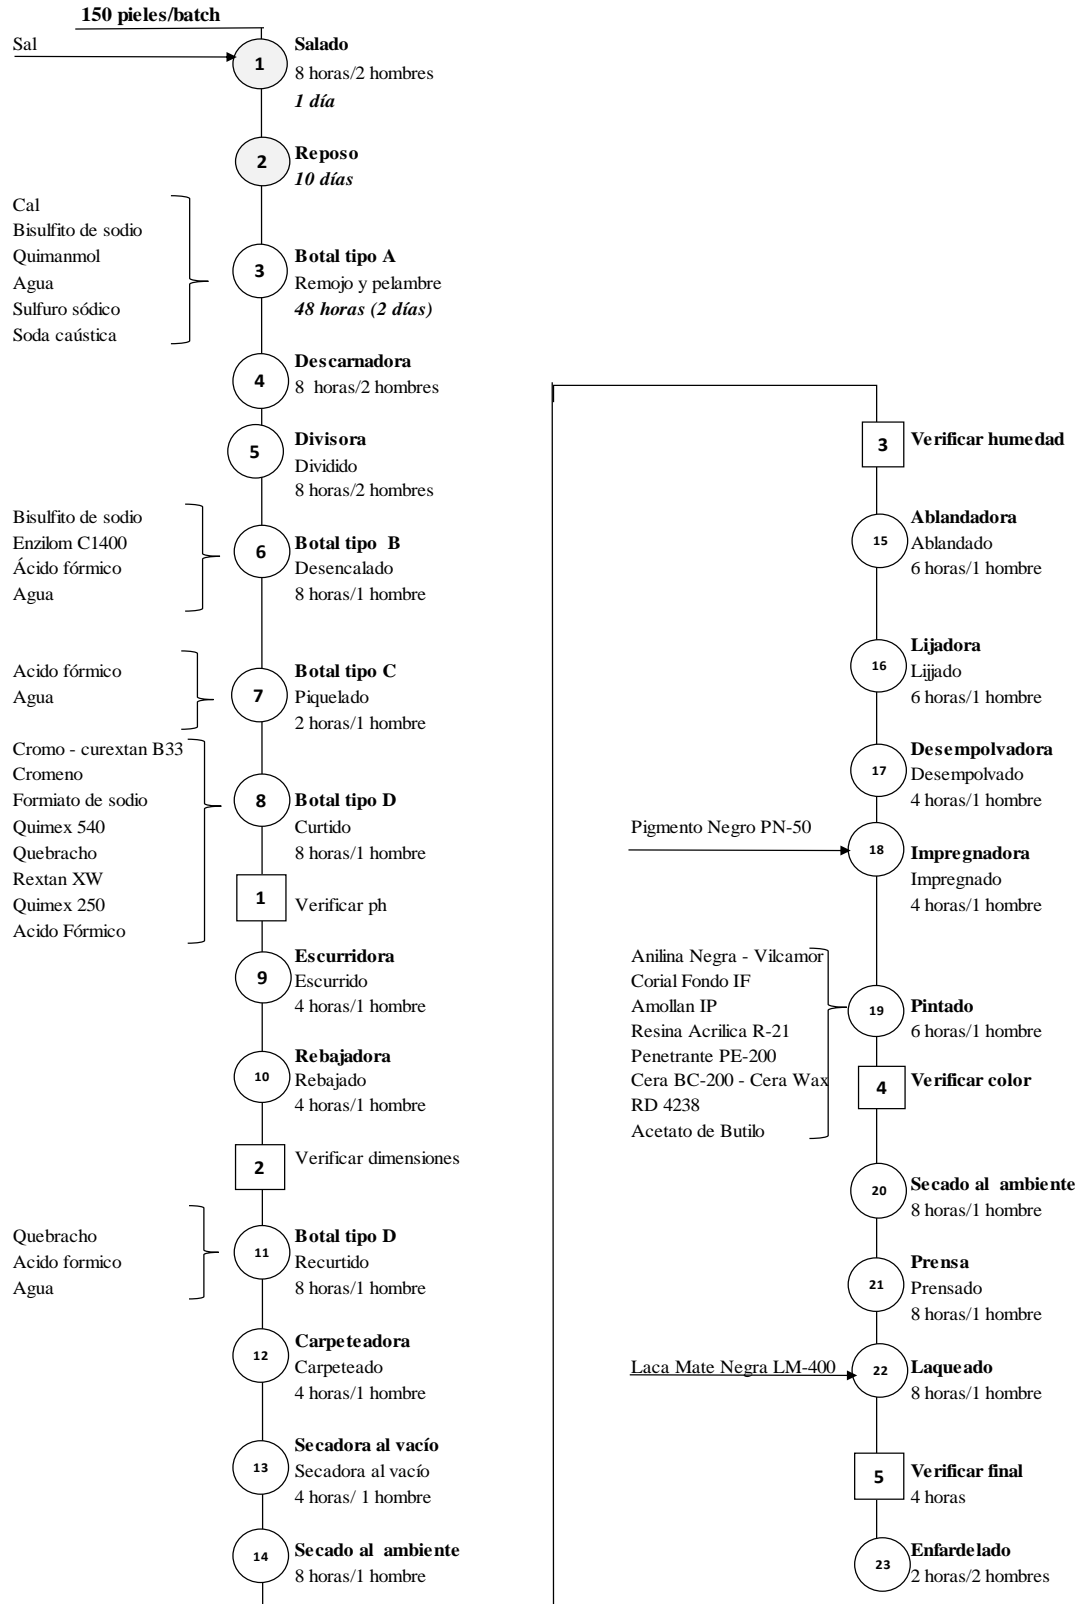 150 pieles/batch
Sal
1
Salado
8 horas/2 hombres
1 día
2
Reposo
10 días
Cal
Bisulfito de sodio
Quimanmol
Agua
Sulfuro sódico
Soda caústica
3
Botal tipo A
Remojo y pelambre
48 horas (2 días)
4
Descarnadora
8 horas/2 hombres
5
Divisora
Dividido
8 horas/2 hombres
Bisulfito de sodio
Enzilom C1400
Ácido fórmico
Agua
6
Botal tipo B
Desencalado
8 horas/1 hombre
Acido fórmico
Agua
7
Botal tipo C
Piquelado
2 horas/1 hombre
Cromo - curextan B33
Cromeno
Formiato de sodio
Quimex 540
Quebracho
Rextan XW
Quimex 250
Acido Fórmico
8
Botal tipo D
Curtido
8 horas/1 hombre
1
Verificar ph
9
Escurridora
Escurrido
4 horas/1 hombre
10
Rebajadora
Rebajado
4 horas/1 hombre
2
Verificar dimensiones
Quebracho
Acido formico
Agua
11
Botal tipo D
Recurtido
8 horas/1 hombre
12
Carpeteadora
Carpeteado
4 horas/1 hombre
13
Secadora al vacío
Secadora al vacío
4 horas/ 1 hombre
14
Secado al ambiente
8 horas/1 hombre
3
Verificar humedad
15
Ablandadora
Ablandado
6 horas/1 hombre
16
Lijadora
Lijjado
6 horas/1 hombre
17
Desempolvadora
Desempolvado
4 horas/1 hombre
Pigmento Negro PN-50
18
Impregnadora
Impregnado
4 horas/1 hombre
Anilina Negra - Vilcamor
Corial Fondo IF
Amollan IP
Resina Acrilica R-21
Penetrante PE-200
Cera BC-200 - Cera Wax
RD 4238
Acetato de Butilo
19
Pintado
6 horas/1 hombre
4
Verificar color
20
Secado al ambiente
8 horas/1 hombre
21
Prensa
Prensado
8 horas/1 hombre
Laca Mate Negra LM-400
22
Laqueado
8 horas/1 hombre
5
Verificar final
4 horas
23
Enfardelado
2 horas/2 hombres